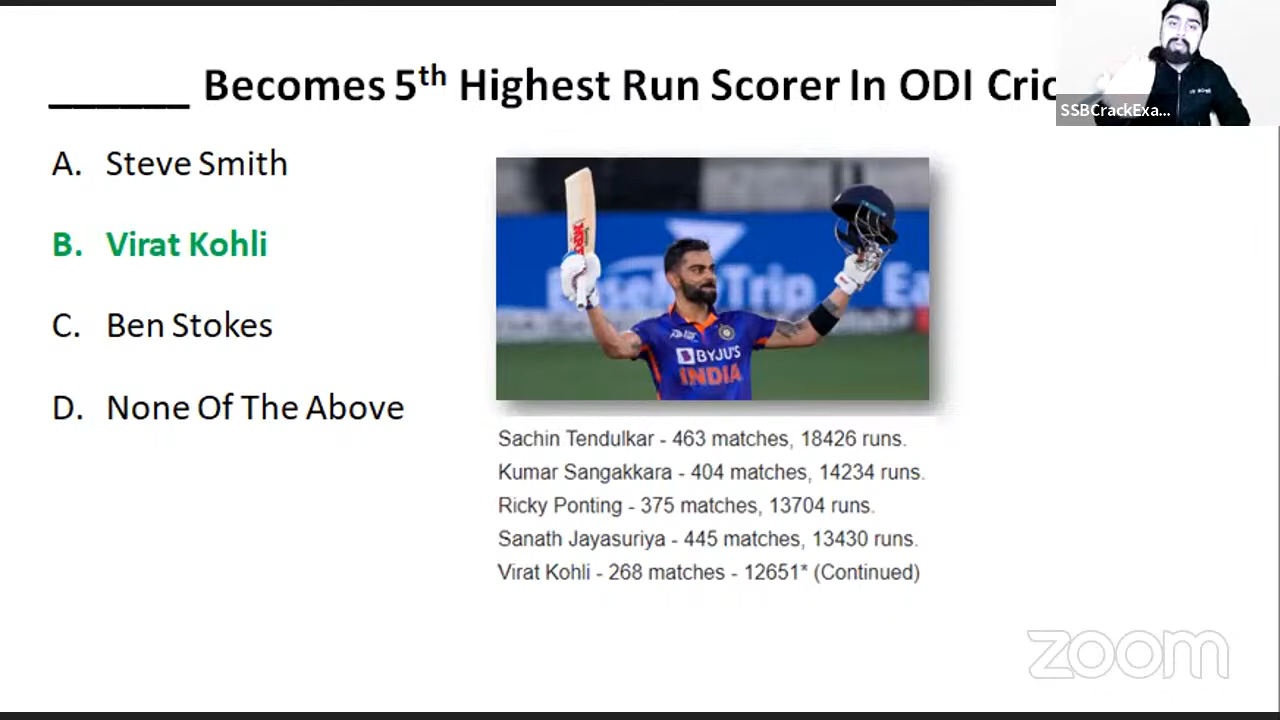 ______ Becomes 5th Highest Run Scorer In ODI Cric
SSBCrackExa...
A. Steve Smith
B. Virat Kohli
C. Ben Stokes
D. None Of The Above
BYJU'S
INDIA
Sachin Tendulkar - 463 matches, 18426 runs.
Kumar Sangakkara - 404 matches, 14234 runs.
Ricky Ponting - 375 matches, 13704 runs.
Sanath Jayasuriya - 445 matches, 13430 runs.
Virat Kohli - 268 matches - 12651* (Continued)
zoom